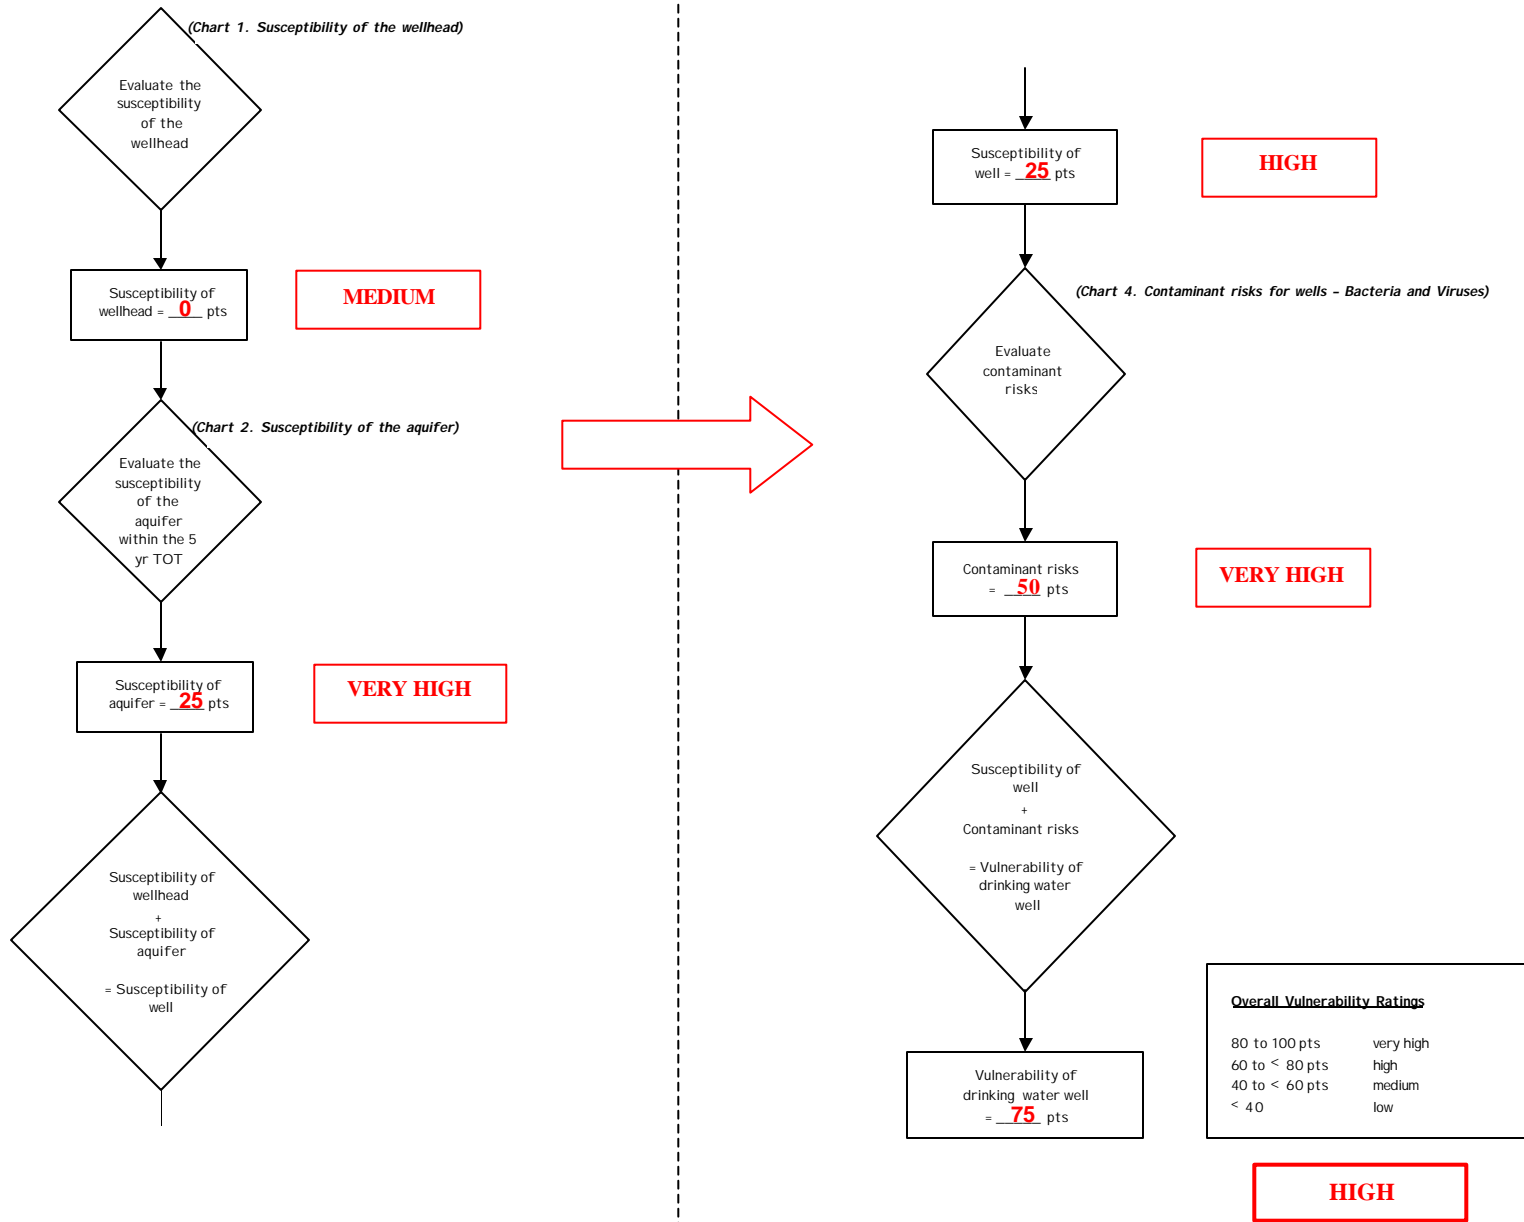 (Chart 1. Susceptibility of the wellhead)
Evaluate the
susceptibility
of the
wellhead
Susceptibility of
wellhead = 0 pts
MEDIUM
(Chart 2. Susceptibility of the aquifer)
Evaluate the
susceptibility
of the
aquifer
within the 5
yr TOT
Susceptibility of
aquifer = 25 pts
VERY HIGH
Susceptibility of
wellhead
+
Susceptibility of
aquifer
= Susceptibility of
well
Susceptibility of
well = 25 pts
HIGH
(Chart 4. Contaminant risks for wells – Bacteria and Viruses)
Evaluate
contaminant
risks
Contaminant risks
= 50 pts
VERY HIGH
Susceptibility of
well
+
Contaminant risks
= Vulnerability of
drinking water
well
Vulnerability of
drinking water well
= 75 pts
Overall Vulnerability Ratings
80 to 100 pts very high
60 to < 80 pts high
40 to < 60 pts medium
< 40 low
HIGH